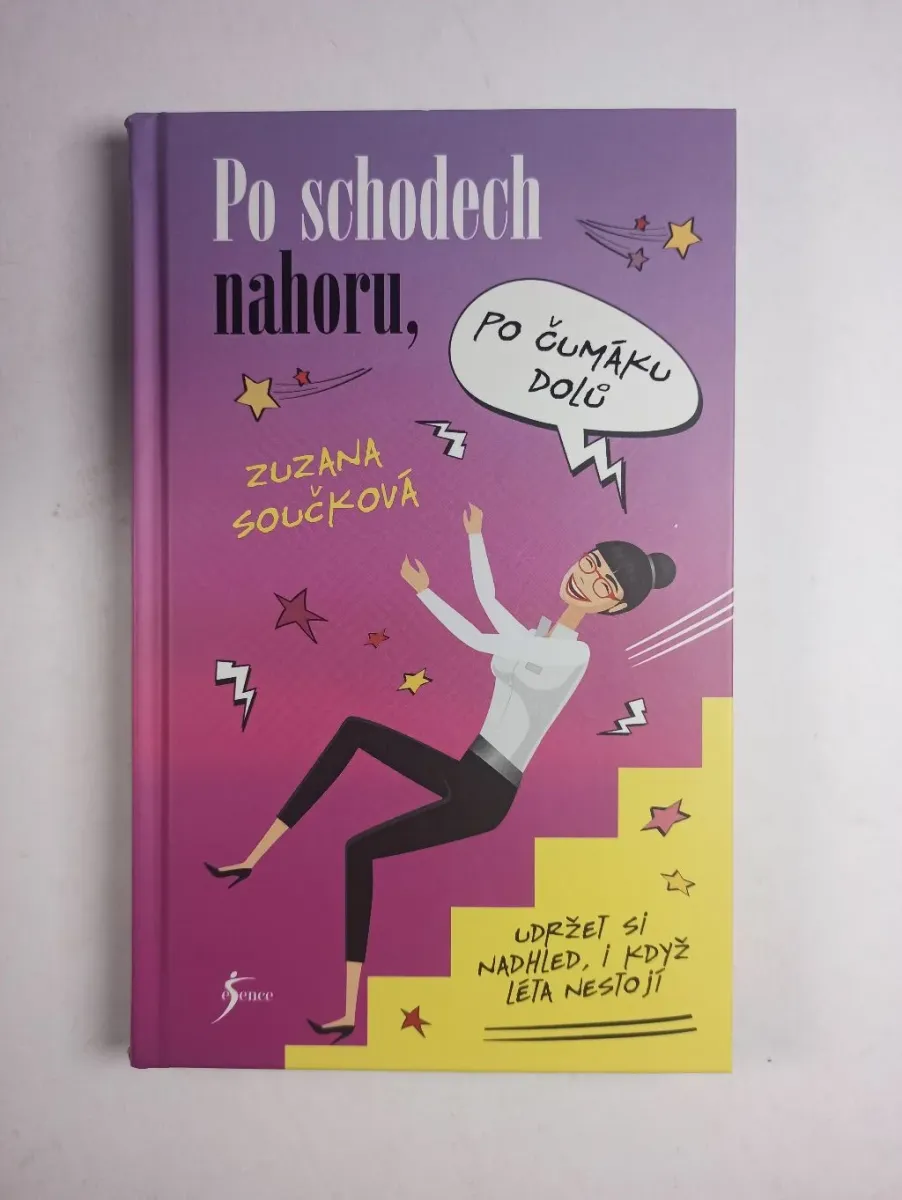 Po schodech
nahoru,
PO ČUMÁKU
DOLŮ
ZUZANA
SOUČKOVÁ
UDRŽET SI
NADHLED, I KDYŽ
LÉTA NESTOJÍ
esence